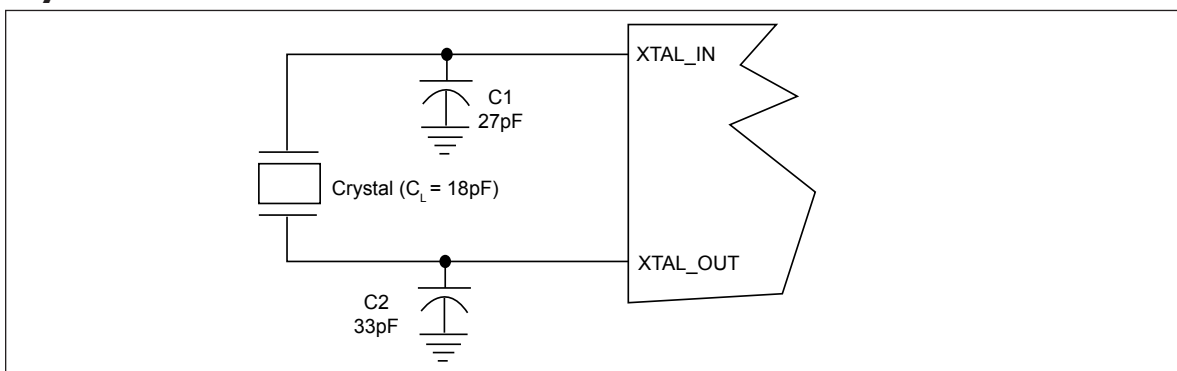 XTAL_IN
C1
27pF
Crystal (CL = 18pF)
XTAL_OUT
C2
33pF